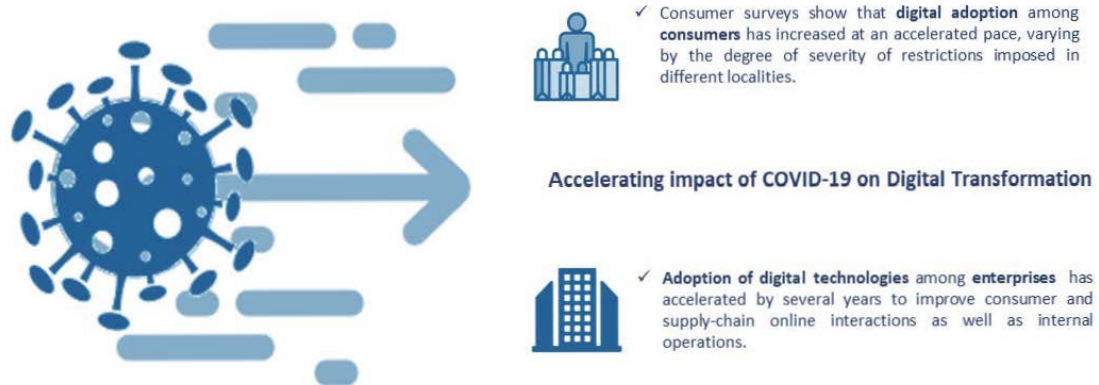 ✓ Consumer surveys show that digital adoption among
consumers has increased at an accelerated pace, varying
by the degree of severity of restrictions imposed in
different localities.
Accelerating impact of COVID-19 on Digital Transformation
✓ Adoption of digital technologies among enterprises has
accelerated by several years to improve consumer and
supply-chain online interactions as well as internal
operations.